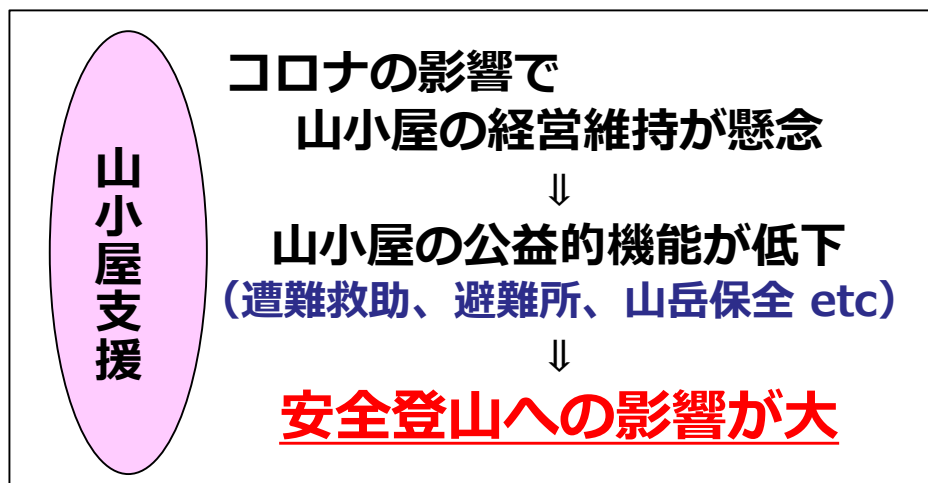 山小屋支援
コロナの影響で
山小屋の経営維持が懸念
⇓
山小屋の公益的機能が低下
（遭難救助、避難所、山岳保全 etc）
⇓
安全登山への影響が大